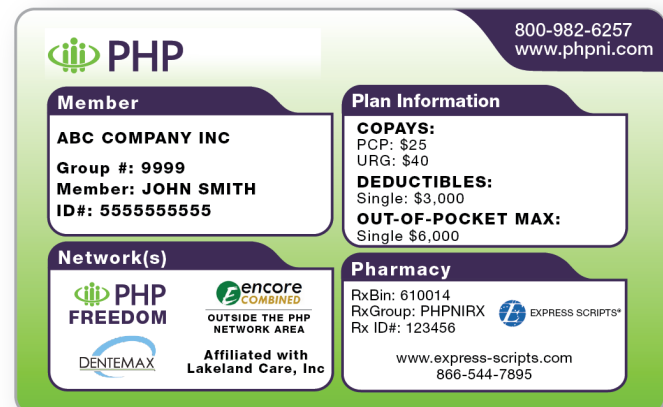 PHP
800-982-6257
www.phpni.com
Member
ABC COMPANY INC
Group #: 9999
Member: JOHN SMITH
ID#: 5555555555
Plan Information
COPAYS:
PCP: $25
URG: $40
DEDUCTIBLES:
Single: $3,000
OUT-OF-POCKET MAX:
Single $6,000
Network(s)
PHP
FREEDOM
encore
COMBINED
OUTSIDE THE PHP
NETWORK AREA
DENTEMAX
Affiliated with
Lakeland Care, Inc
Pharmacy
RxBin: 610014
RxGroup: PHPNIRX
Rx ID#: 123456
EXPRESS SCRIPTS®
www.express-scripts.com
866-544-7895